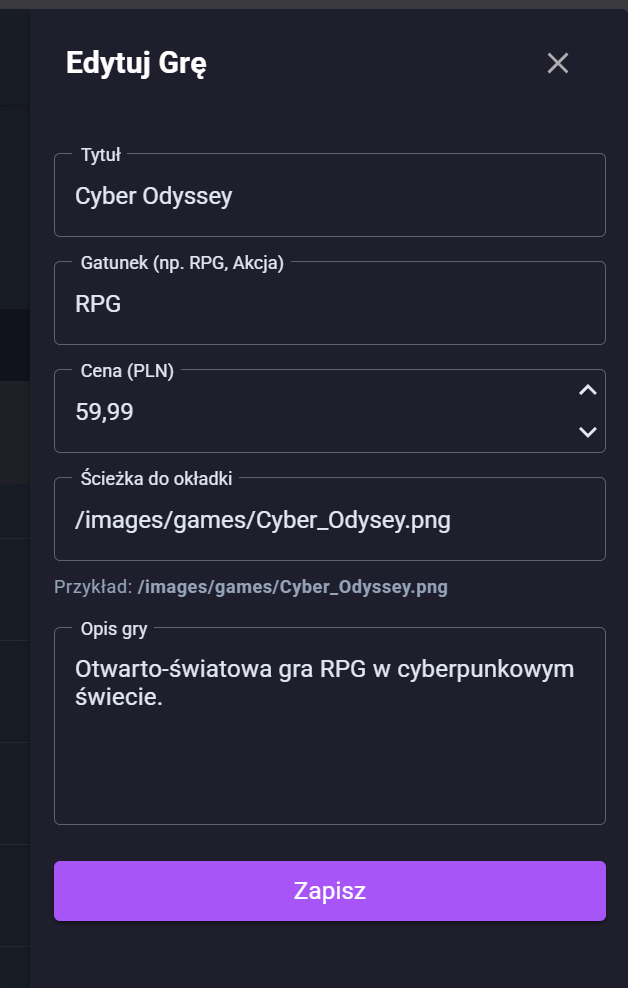 Edytuj Grę
Tytuł
Cyber Odyssey
Gatunek (np. RPG, Akcja)
RPG
Cena (PLN)
59,99
Ścieżka do okładki
/images/games/Cyber_Odysey.png
Przykład: /images/games/Cyber_Odyssey.png
Opis gry
Otwarto-światowa gra RPG w cyberpunkowym
świecie.
Zapisz